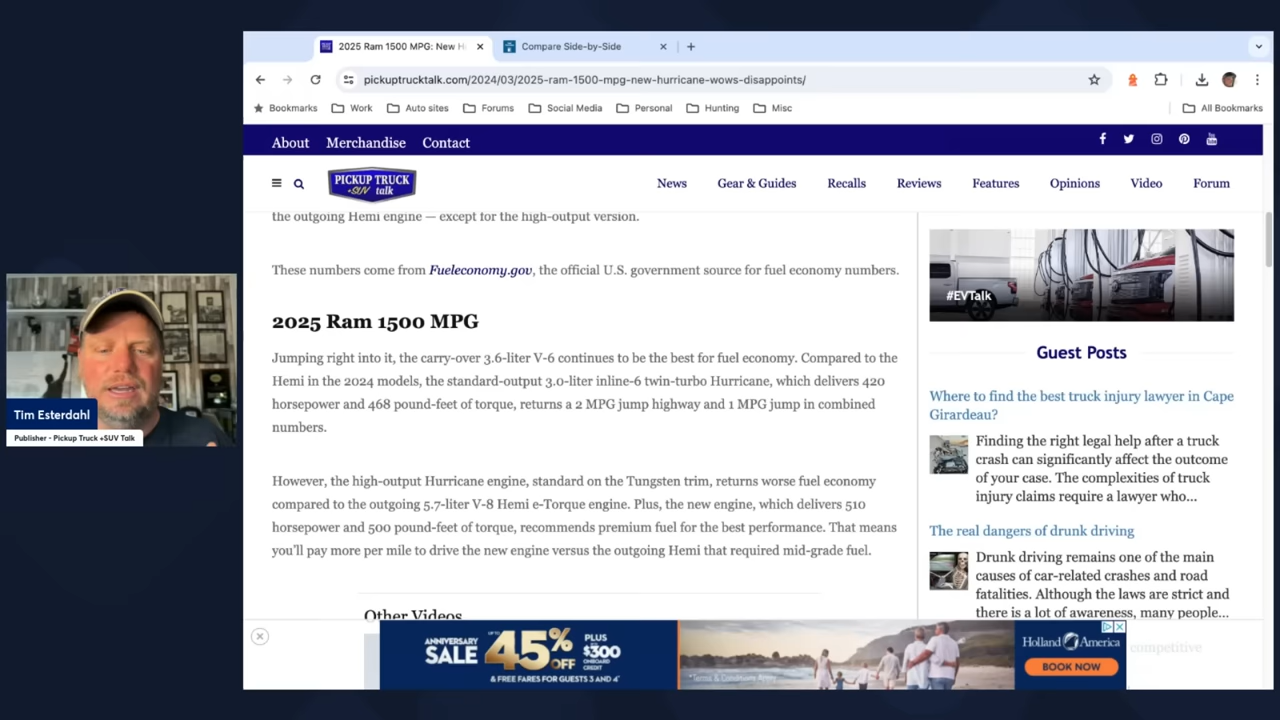 2025 Ram 1500 MPG: New H
Compare Side-by-Side
pickuptrucktalk.com/2024/03/2025-ram-1500-mpg-new-hurricane-wows-disappoints/
Bookmarks Work Auto sites Forums Social Media Personal Hunting Misc All Bookmarks
About Merchandise Contact
PICKUP TRUCK
+SUV talk
News Gear & Guides Recalls Reviews Features Opinions Video Forum
the outgoing Hemi engine — except for the high-output version.
These numbers come from Fueleconomy.gov, the official U.S. government source for fuel economy numbers.
2025 Ram 1500 MPG
Jumping right into it, the carry-over 3.6-liter V-6 continues to be the best for fuel economy. Compared to the
Hemi in the 2024 models, the standard-output 3.0-liter inline-6 twin-turbo Hurricane, which delivers 420
horsepower and 468 pound-feet of torque, returns a 2 MPG jump highway and 1 MPG jump in combined
numbers.
However, the high-output Hurricane engine, standard on the Tungsten trim, returns worse fuel economy
compared to the outgoing 5.7-liter V-8 Hemi e-Torque engine. Plus, the new engine, which delivers 510
horsepower and 500 pound-feet of torque, recommends premium fuel for the best performance. That means
you'll pay more per mile to drive the new engine versus the outgoing Hemi that required mid-grade fuel.
Other Videos
#EVTalk
Guest Posts
Where to find the best truck injury lawyer in Cape
Girardeau?
Finding the right legal help after a truck
crash can significantly affect the outcome
of your case. The complexities of truck
injury claims require a lawyer who...
The real dangers of drunk driving
Drunk driving remains one of the main
causes of car-related crashes and road
fatalities. Although the laws are strict and
there is a lot of awareness, many people...
competitive
Tim Esterdahl
Publisher - Pickup Truck +SUV Talk
ANNIVERSARY
SALE
UP TO
45%
OFF
PLUS
$300
ONBOARD
CREDIT
& FREE FARES FOR GUESTS 3 AND 4*
*Terms & Conditions Apply
Holland America
BOOK NOW